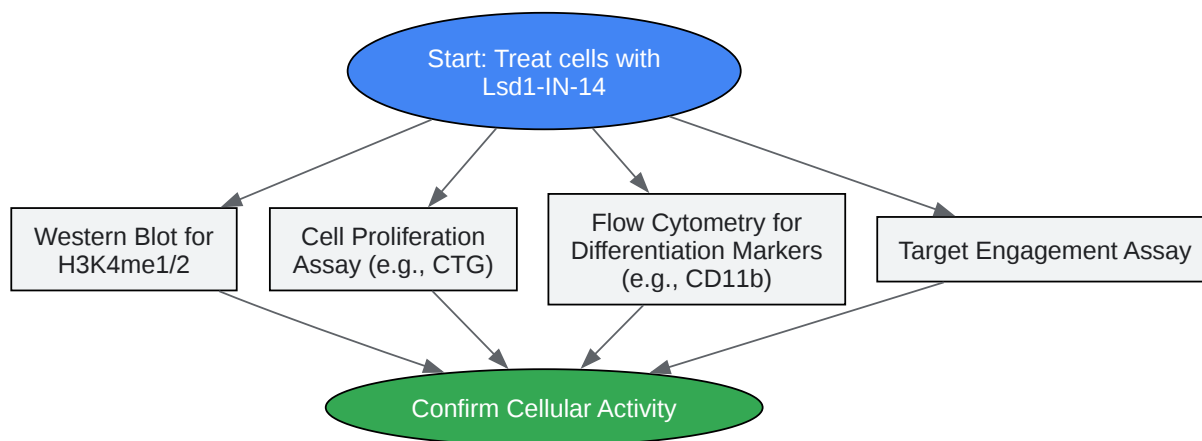 Start: Treat cells with
Lsd1-IN-14
Western Blot for
H3K4me1/2
Cell Proliferation
Assay (e.g., CTG)
Flow Cytometry for
Differentiation Markers
(e.g., CD11b)
Target Engagement Assay
Confirm Cellular Activity